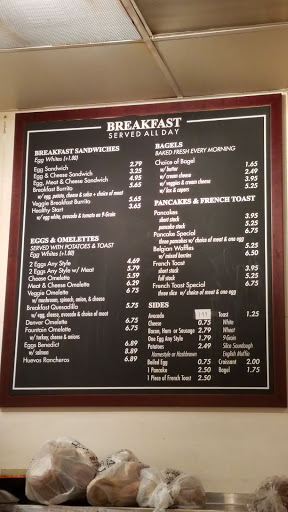 BREAKFAST
SERVED ALL DAY
BREAKFAST SANDWICHES
Egg Whites (+1.00)
Egg Sandwich 2.79
Egg & Cheese Sandwich 3.25
Egg, Meat & Cheese Sandwich 4.95
Breakfast Burrito 5.65
w/ egg, potato, cheese & salsa + choice of meat
Veggie Breakfast Burrito 5.65
Healthy Start 3.65
w/ egg white, avocado & tomato on 9-Grain
EGGS & OMELETTES
SERVED WITH POTATOES & TOAST
Egg Whites (+1.00)
2 Eggs Any Style 4.69
2 Eggs Any Style w/ Meat 5.79
Cheese Omelette 5.59
Meat & Cheese Omelette 6.29
Veggie Omelette 6.75
w/ mushroom, spinach, onion, & cheese
Breakfast Quesadilla 5.75
w/ egg, cheese, avocado & choice of meat
Denver Omelette 6.75
Fountain Omelette 6.75
w/ turkey, cheese & onions
Eggs Benedict 6.89
w/ salmon 8.89
Huevos Rancheros 6.89
BAGELS
BAKED FRESH EVERY MORNING
Choice of Bagel 1.65
w/ butter
w/ cream cheese 2.49
w/ veggies & cream cheese 3.95
w/ lox & capers 5.25
PANCAKES & FRENCH TOAST
Pancakes
short stack 3.95
pancake stack 5.25
Pancake Special 6.75
three pancakes w/ choice of meat & one egg
Belgian Waffles 5.25
w/ mixed berries 6.50
French Toast
short stack 5.25
full stack
French Toast Special 6.75
three slice w/ choice of meat & one egg
SIDES
Avocado
Cheese 0.75
Bacon, Ham, or Sausage 2.79
One Egg Any Style 1.79
Potatoes 2.49
Homestyle or Hashbrown
Boiled Egg 0.75
1 Pancake 2.50
1 Piece of French Toast 2.50
Toast 1.25
White
Wheat
9-Grain
Slice Sourdough
English Muffin
Croissant 2.00
Bagel 1.75